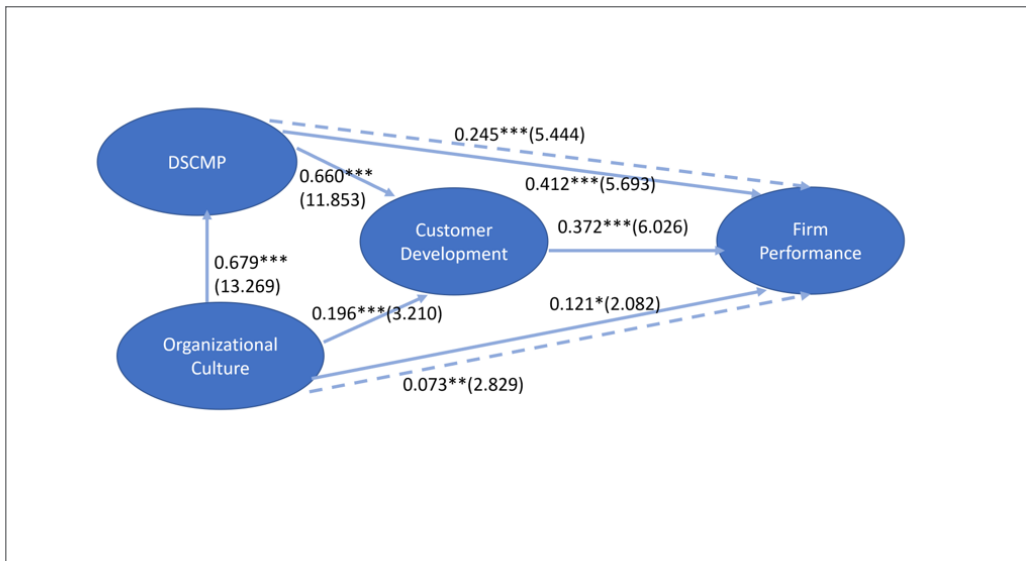 0.245***(5.444)
DSCMP
0.660***
(11.853)
0.412***(5.693)
Customer
Development
0.372***(6.026)
Firm
Performance
0.679***
(13.269)
0.196***(3.210)
0.121*(2.082)
Organizational
Culture
0.073**(2.829)